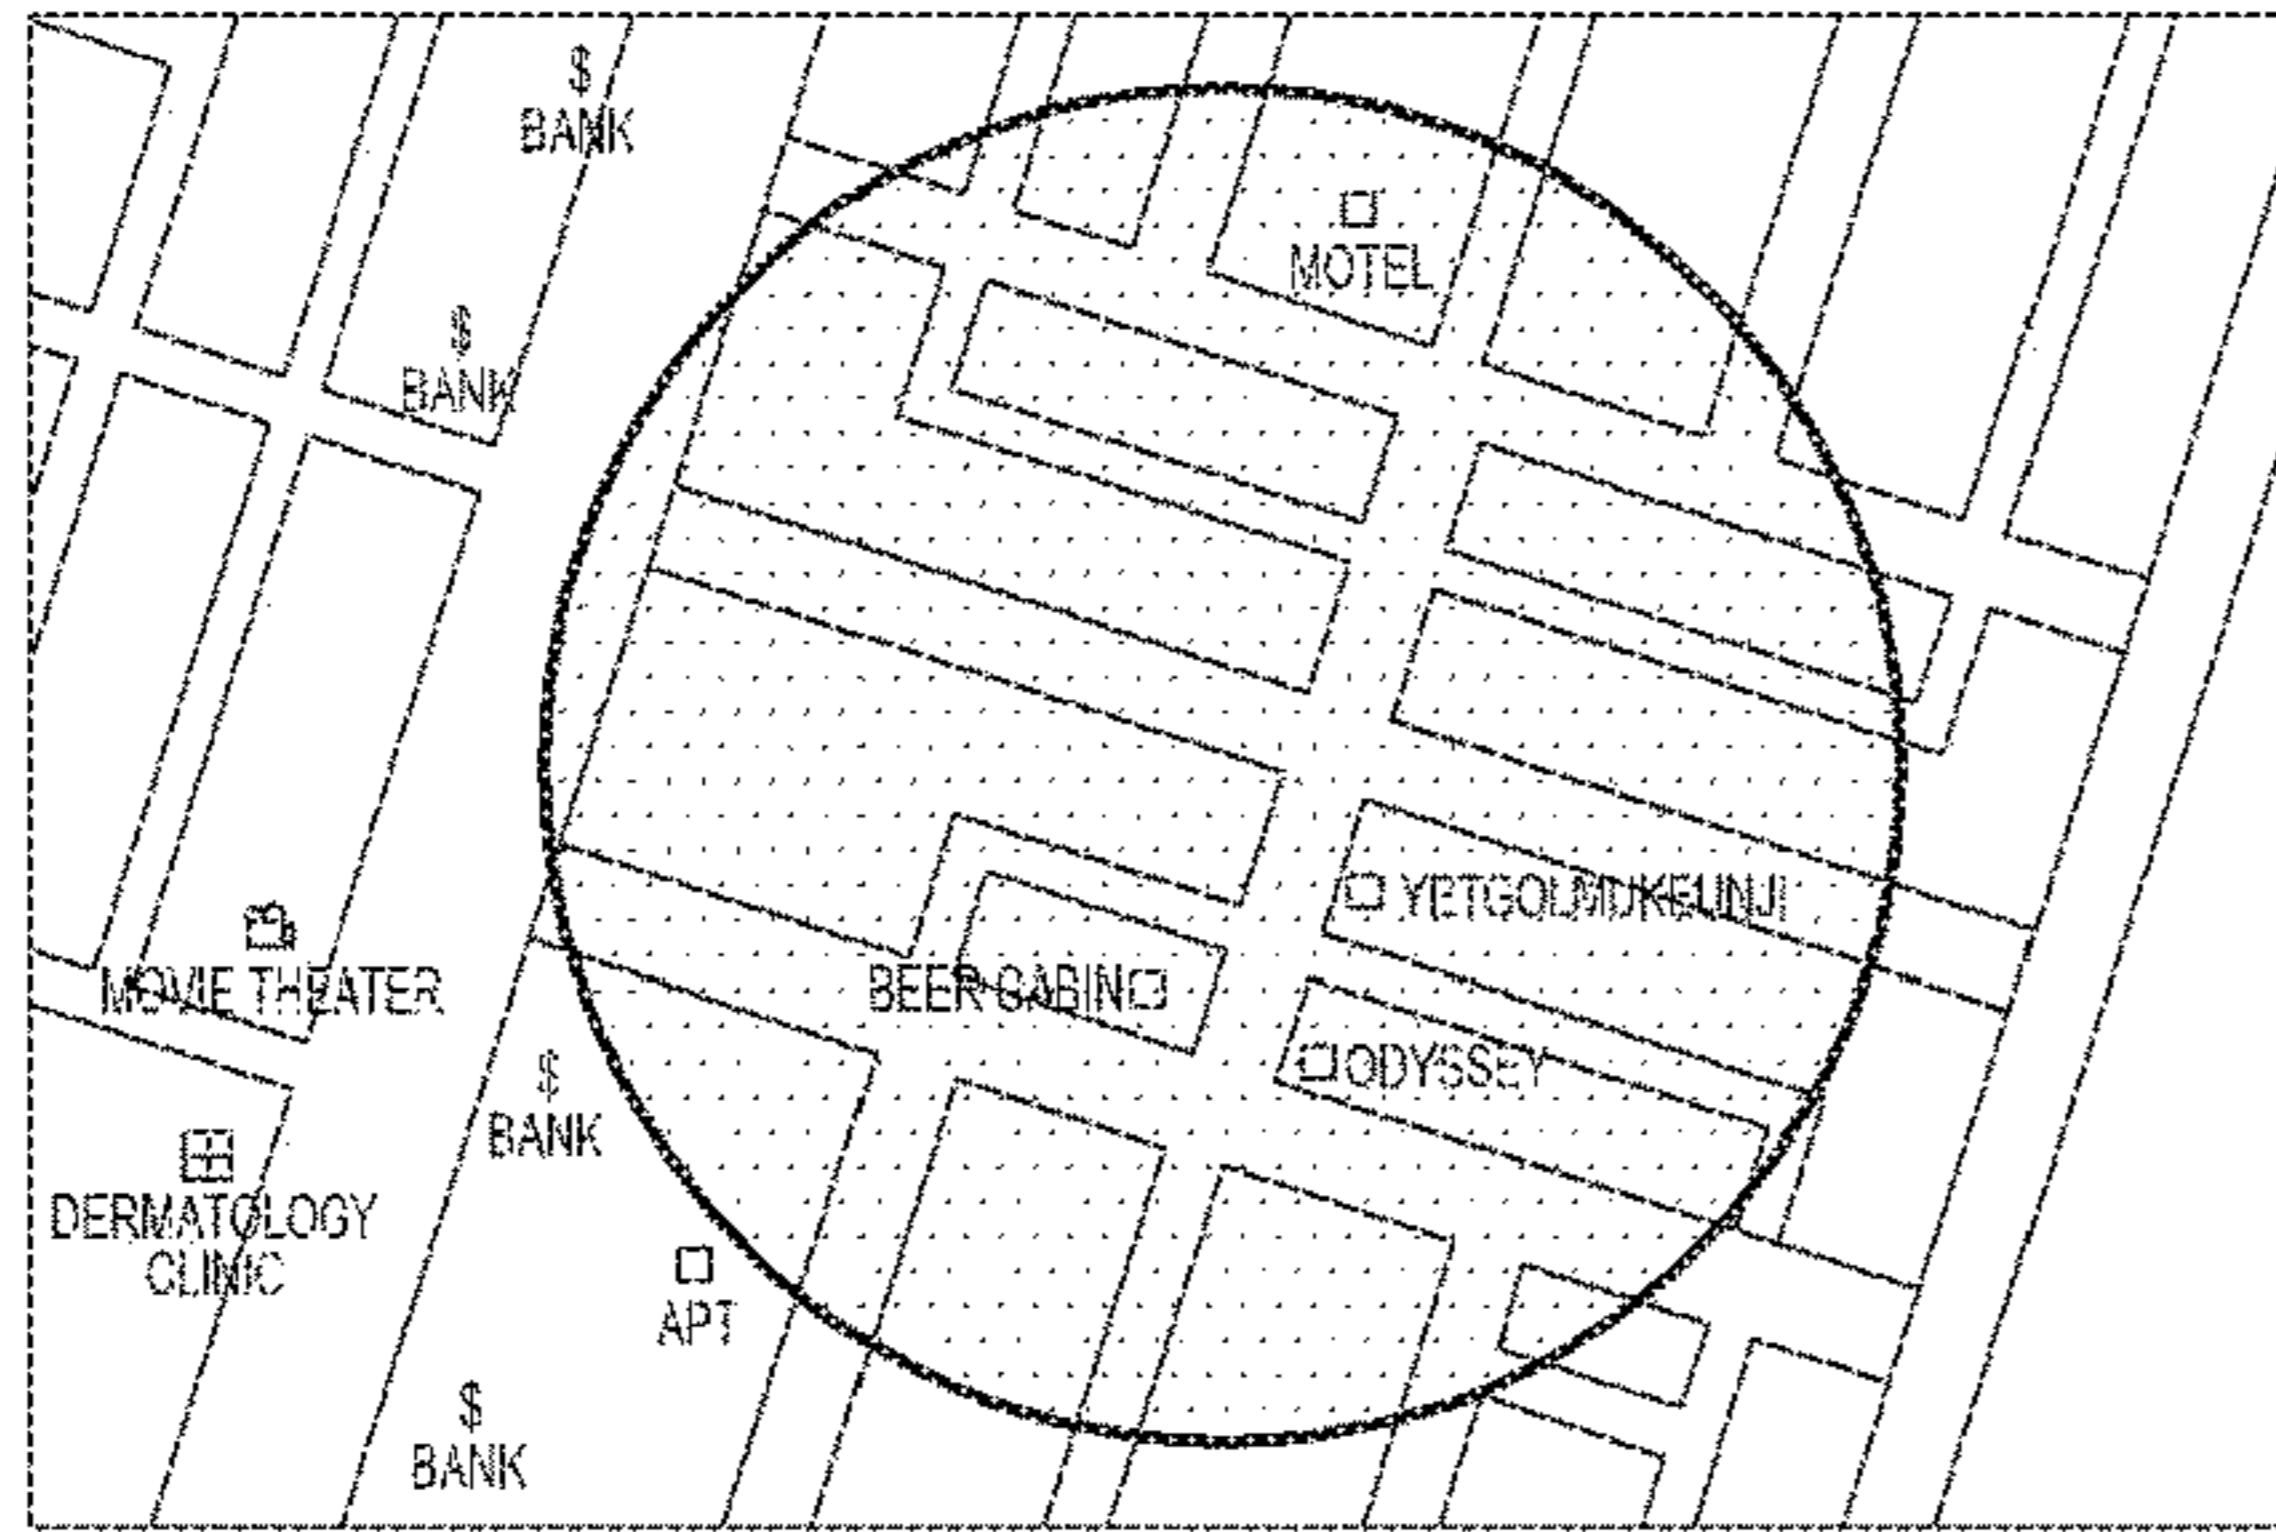 $
BANK
MOTEL
$
BANK
YETGOLMUKEUNJI
MOVIE THEATER
BEER CABIN
ODYSSEY
$
BANK
DERMATOLOGY
CLINIC
APT
$
BANK